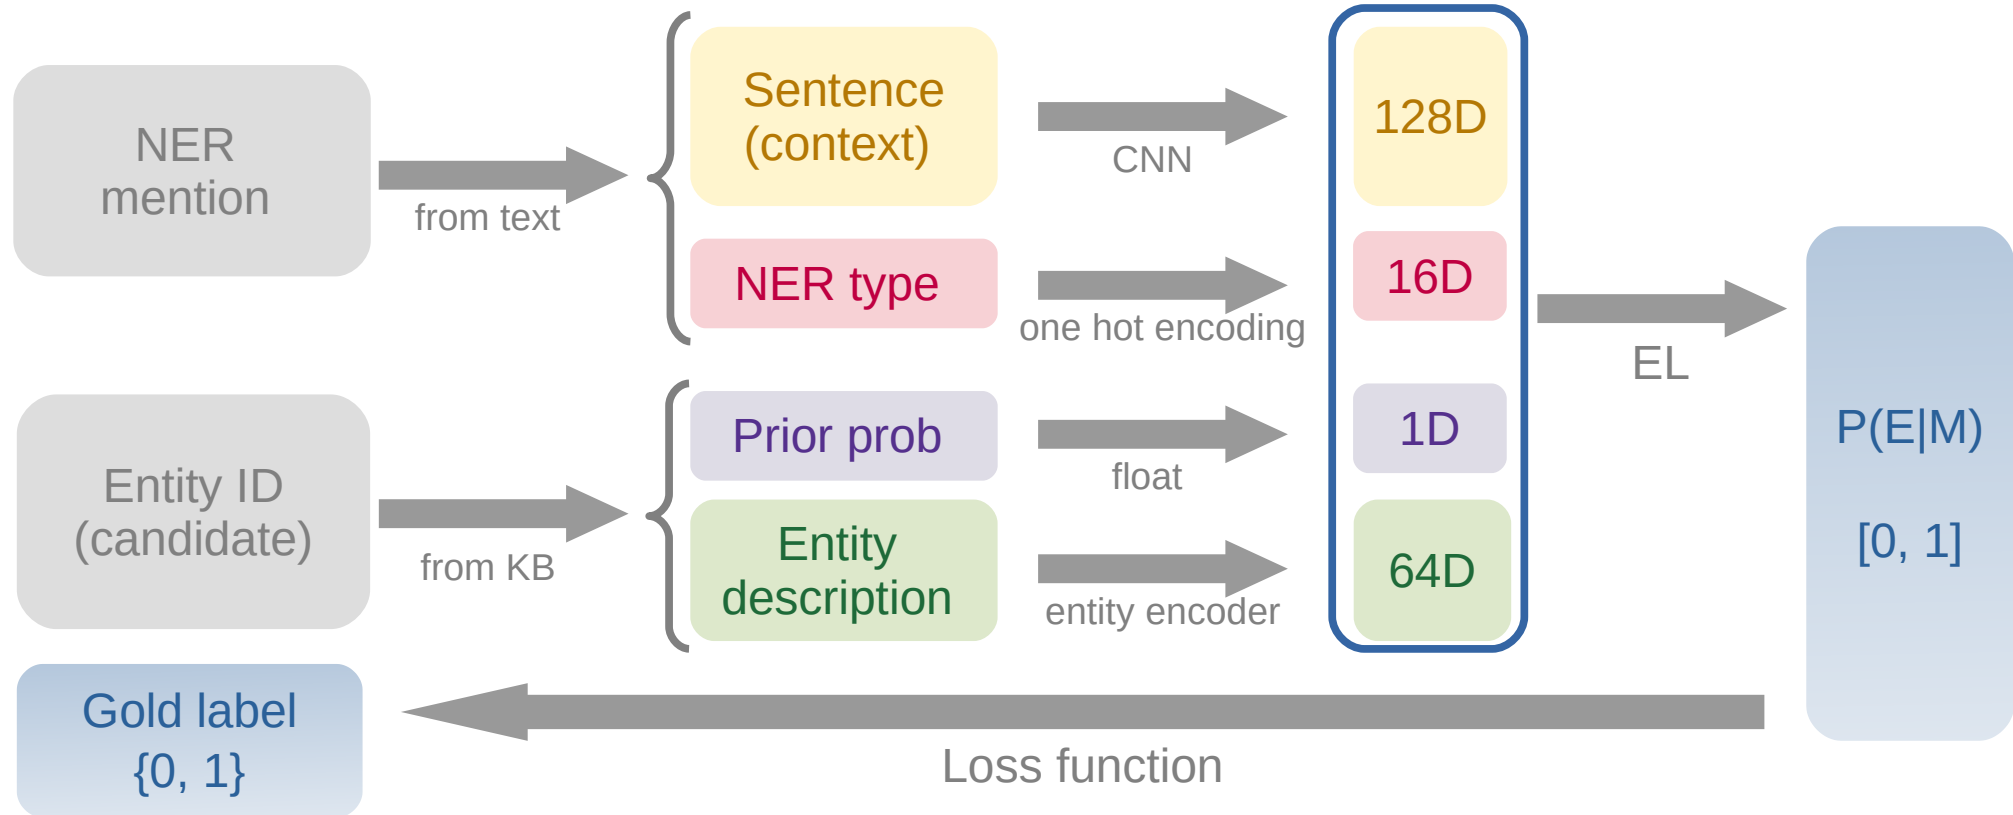 NER
mention
from text
Sentence
(context)
CNN
128D
NER type
one hot encoding
16D
EL
Entity ID
(candidate)
from KB
Prior prob
float
1D
Entity
description
entity encoder
64D
P(E|M)
[0, 1]
Gold label
{0, 1}
Loss function